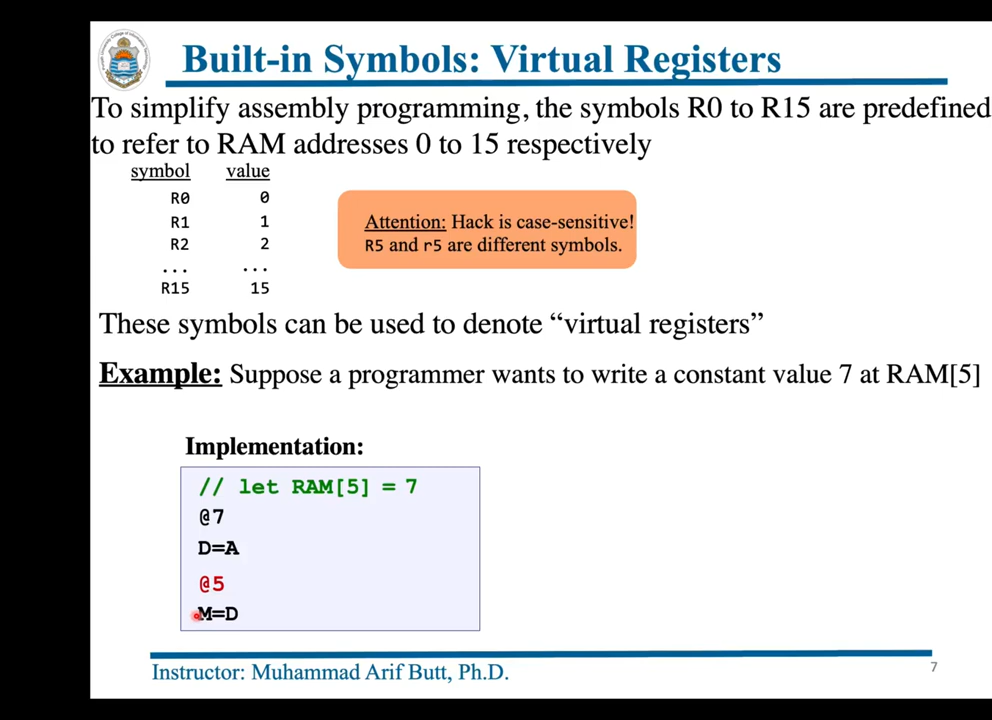 Built-in Symbols: Virtual Registers
To simplify assembly programming, the symbols R0 to R15 are predefined
to refer to RAM addresses 0 to 15 respectively
symbol value
R0 0
R1 1
R2 2
... ...
R15 15
Attention: Hack is case-sensitive!
R5 and r5 are different symbols.
These symbols can be used to denote “virtual registers”
Example: Suppose a programmer wants to write a constant value 7 at RAM[5]
Implementation:
// let RAM[5] = 7
@7
D=A
@5
M=D
Instructor: Muhammad Arif Butt, Ph.D.
7